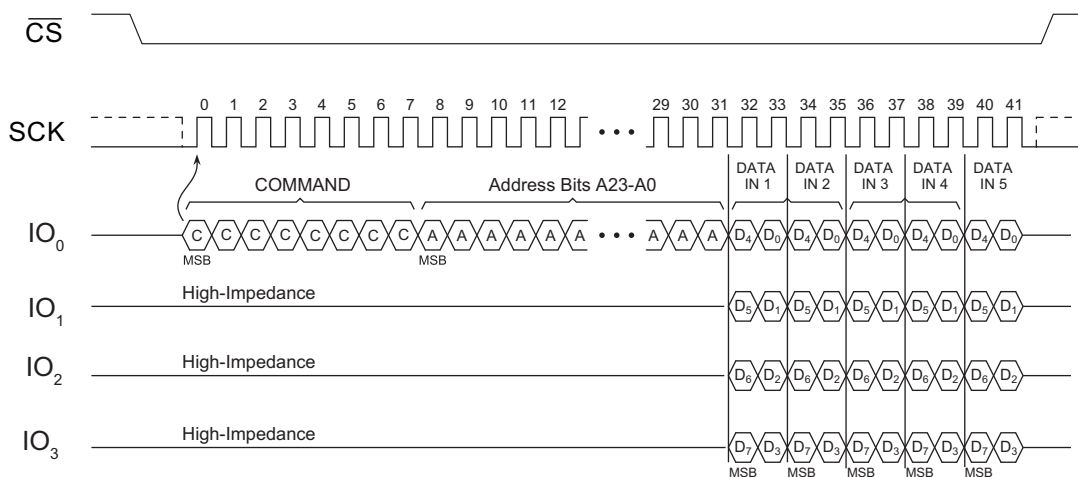 CS
0 1 2 3 4 5 6 7 8 9 10 11 12 29 30 31 32 33 34 35 36 37 38 39 40 41
SCK • • •
DATA IN 1 DATA IN 2 DATA IN 3 DATA IN 4 DATA IN 5
COMMAND Address Bits A23-A0
IO0 C C C C C C C C A A A A A A • • • A A A D4 D0 D4 D0 D4 D0 D4 D0 D4 D0
MSB MSB
High-Impedance
IO1 D5 D1 D5 D1 D5 D1 D5 D1 D5 D1
High-Impedance
IO2 D6 D2 D6 D2 D6 D2 D6 D2 D6 D2
High-Impedance
IO3 D7 D3 D7 D3 D7 D3 D7 D3 D7 D3
MSB MSB MSB MSB MSB